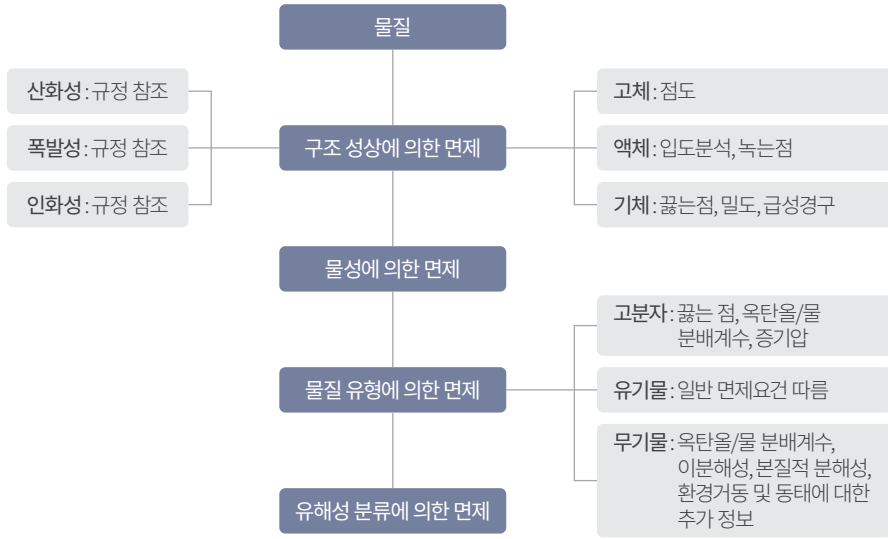 물질
산화성 : 규정 참조
폭발성 : 규정 참조
인화성 : 규정 참조
구조 성상에 의한 면제
고체 : 점도
액체 : 입도분석, 녹는점
기체 : 끓는점, 밀도, 급성경구
물성에 의한 면제
물질 유형에 의한 면제
고분자 : 끓는 점, 옥탄올/물
분배계수, 증기압
유기물 : 일반 면제요건 따름
무기물 : 옥탄올/물 분배계수,
이분해성, 본질적 분해성,
환경거동 및 동태에 대한
추가 정보
유해성 분류에 의한 면제